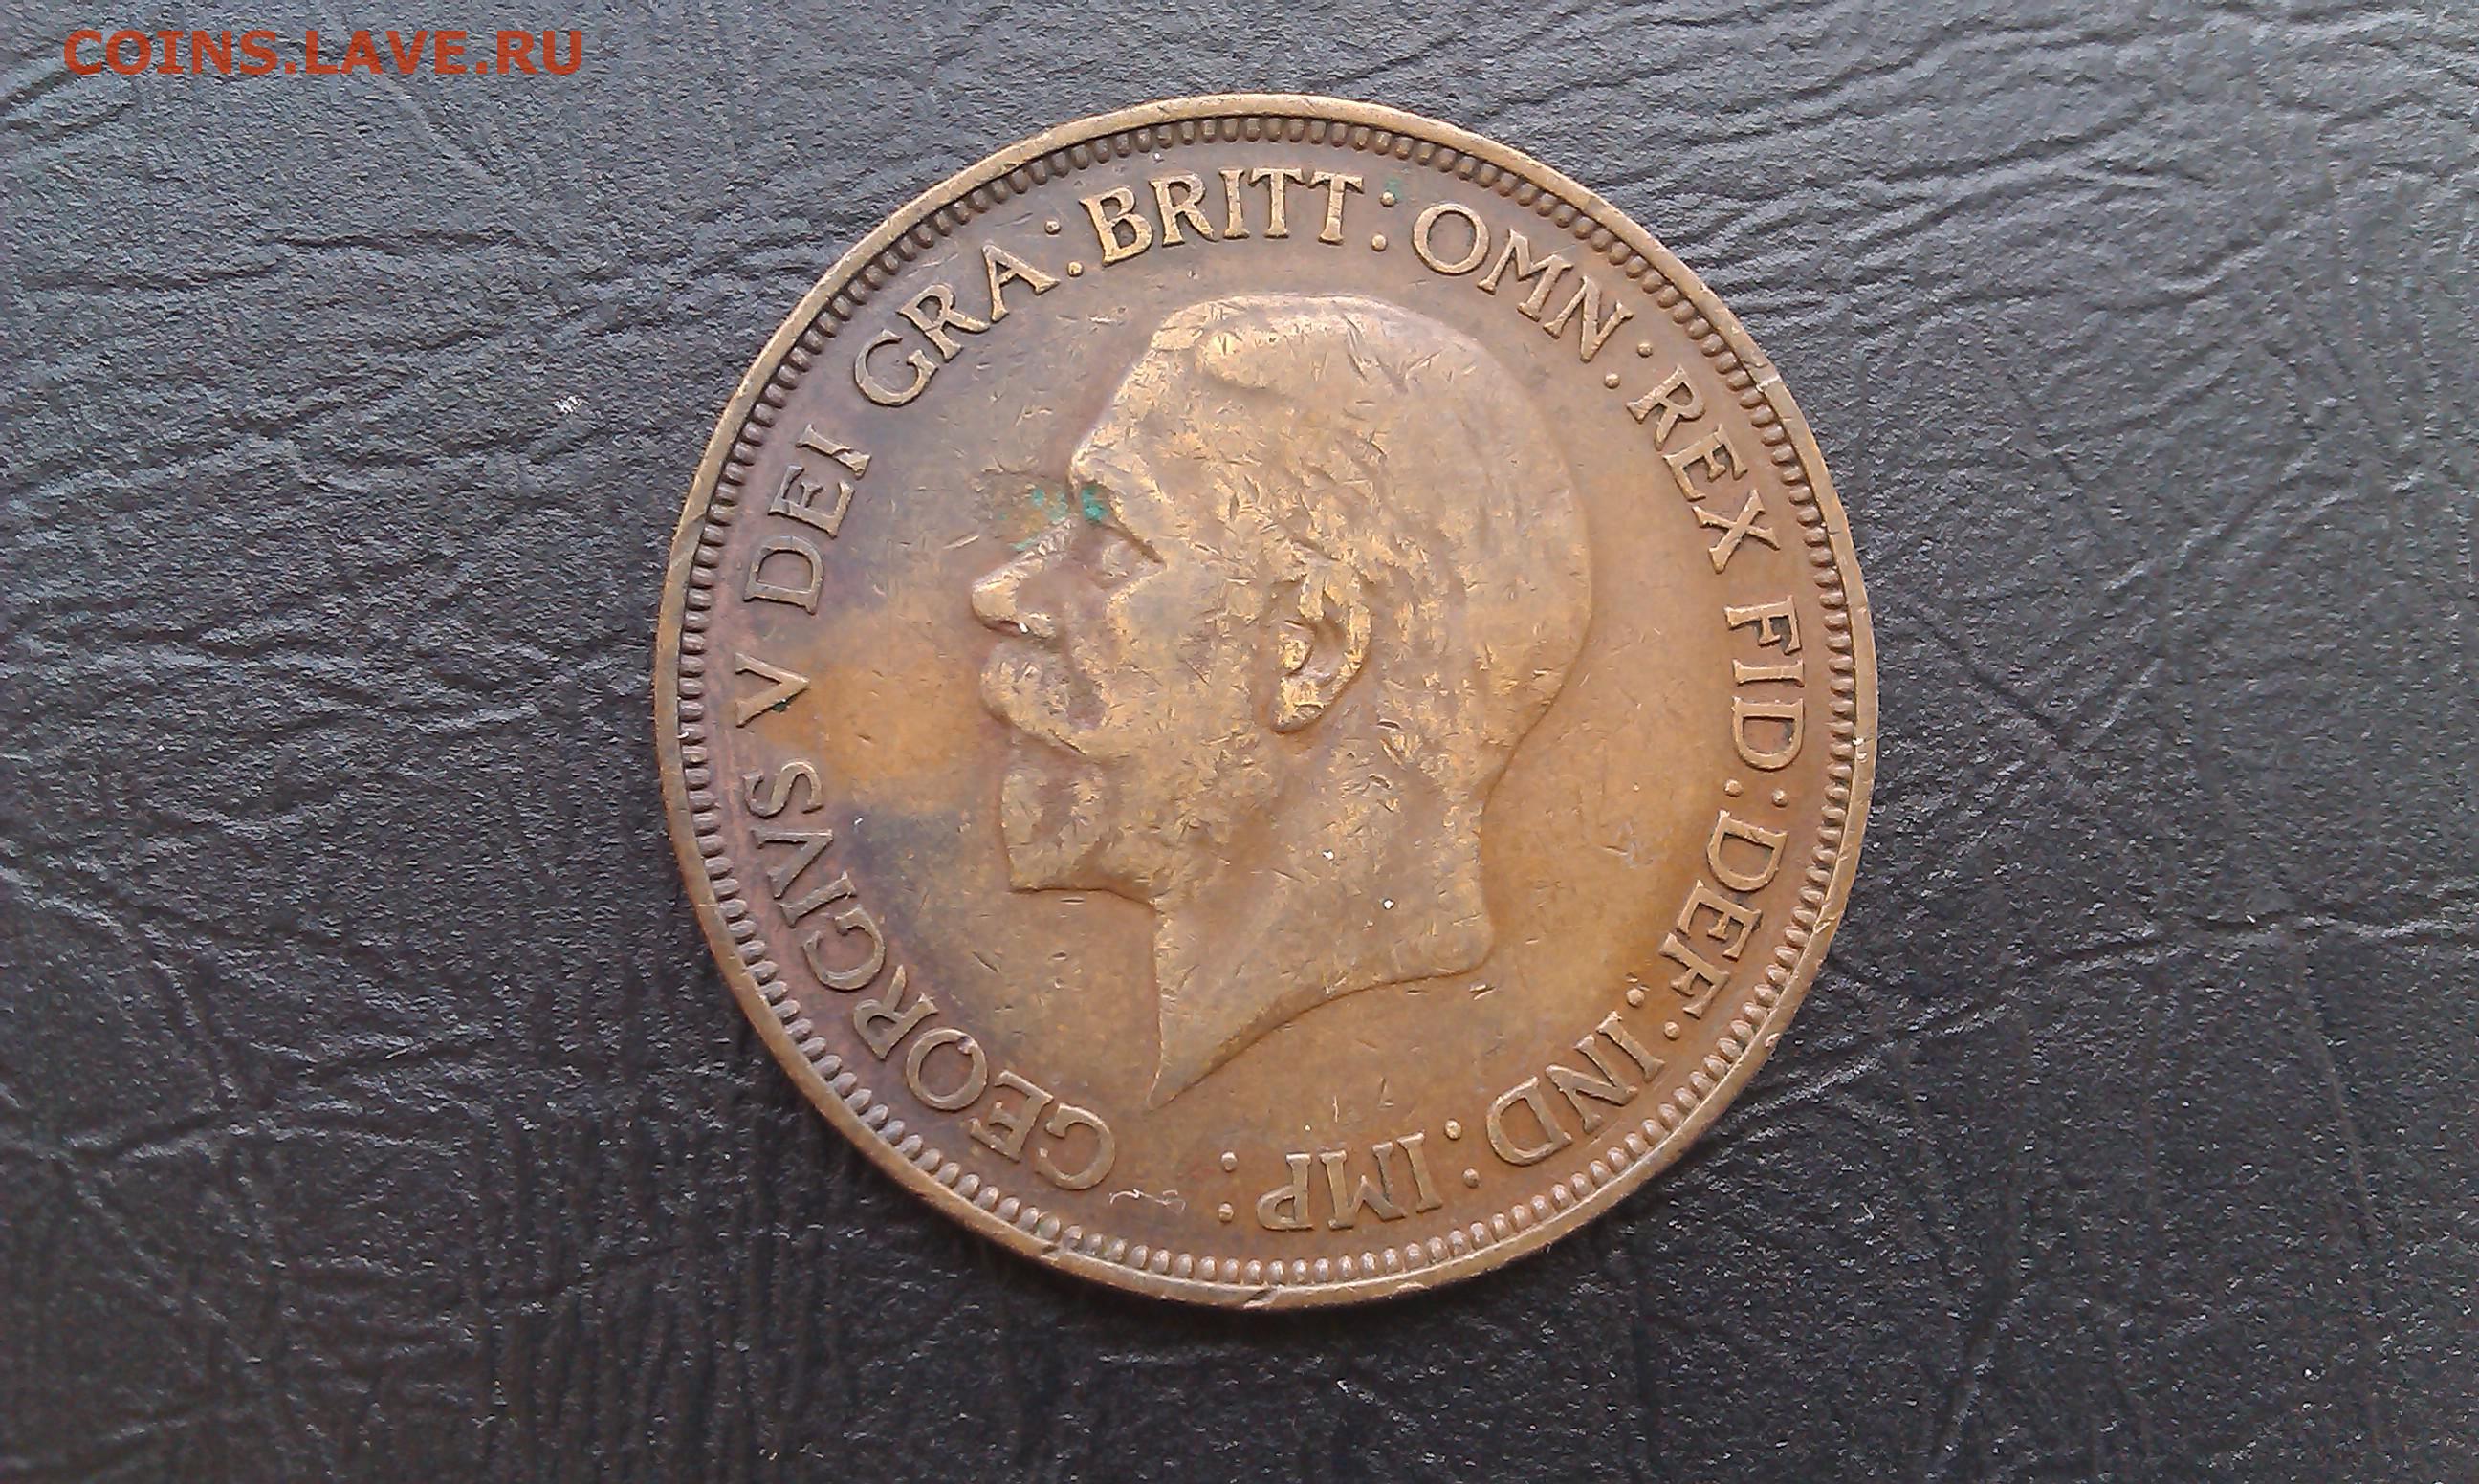 COINS.LAVE.RU
GEORGIVS V DEI GRA: BRITT: OMN: REX FID: DEF: IND: IMP: